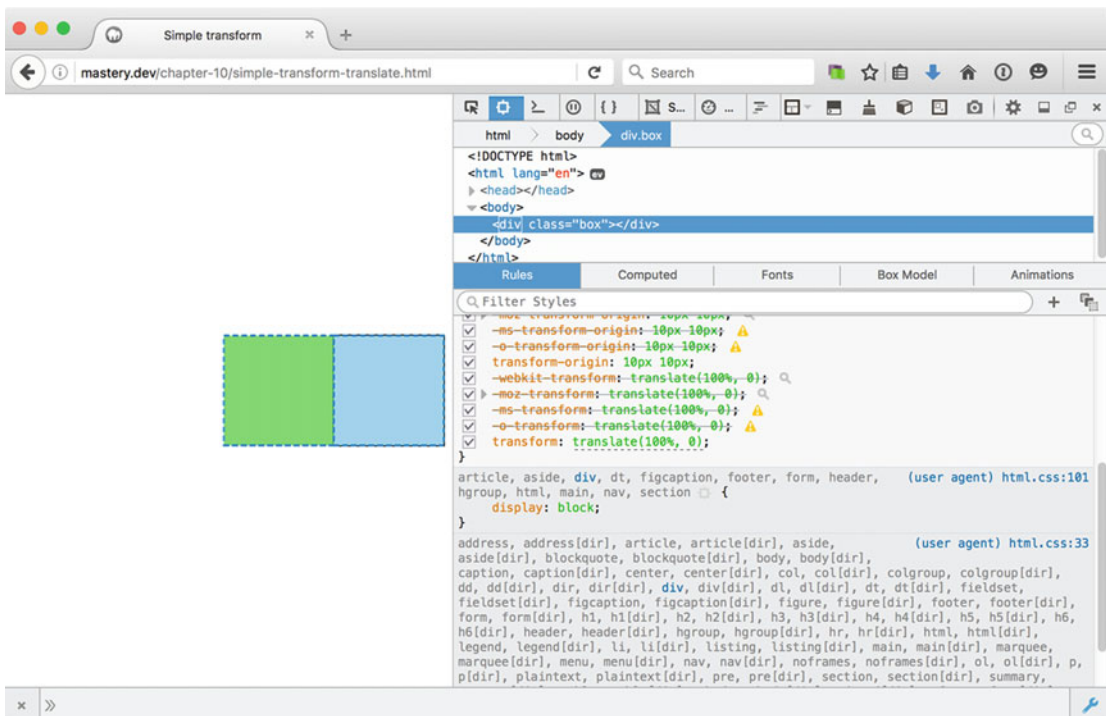 Simple transform × +
mastery.dev/chapter-10/simple-transform-translate.html
Search
{ } S... ...
html body div.box
<!DOCTYPE html>
<html lang="en"> ev
<head></head>
<body>
<div class="box"></div>
</body>
</html>
Rules Computed Fonts Box Model Animations
Filter Styles +
-moz-transform-origin: 10px 10px;
-ms-transform-origin: 10px 10px;
-o-transform-origin: 10px 10px;
transform-origin: 10px 10px;
-webkit-transform: translate(100%, 0);
-moz-transform: translate(100%, 0);
-ms-transform: translate(100%, 0);
-o-transform: translate(100%, 0);
transform: translate(100%, 0);
}
article, aside, div, dt, figcaption, footer, form, header, (user agent) html.css:101
hgroup, html, main, nav, section {
display: block;
}
address, address[dir], article, article[dir], aside, (user agent) html.css:33
aside[dir], blockquote, blockquote[dir], body, body[dir],
caption, caption[dir], center, center[dir], col, col[dir], colgroup, colgroup[dir],
dd, dd[dir], dir, dir[dir], div, div[dir], dl, dl[dir], dt, dt[dir], fieldset,
fieldset[dir], figcaption, figcaption[dir], figure, figure[dir], footer, footer[dir],
form, form[dir], h1, h1[dir], h2, h2[dir], h3, h3[dir], h4, h4[dir], h5, h5[dir], h6,
h6[dir], header, header[dir], hgroup, hgroup[dir], hr, hr[dir], html, html[dir],
legend, legend[dir], li, li[dir], listing, listing[dir], main, main[dir], marquee,
marquee[dir], menu, menu[dir], nav, nav[dir], noframes, noframes[dir], ol, ol[dir], p,
p[dir], plaintext, plaintext[dir], pre, pre[dir], section, section[dir], summary,
× »